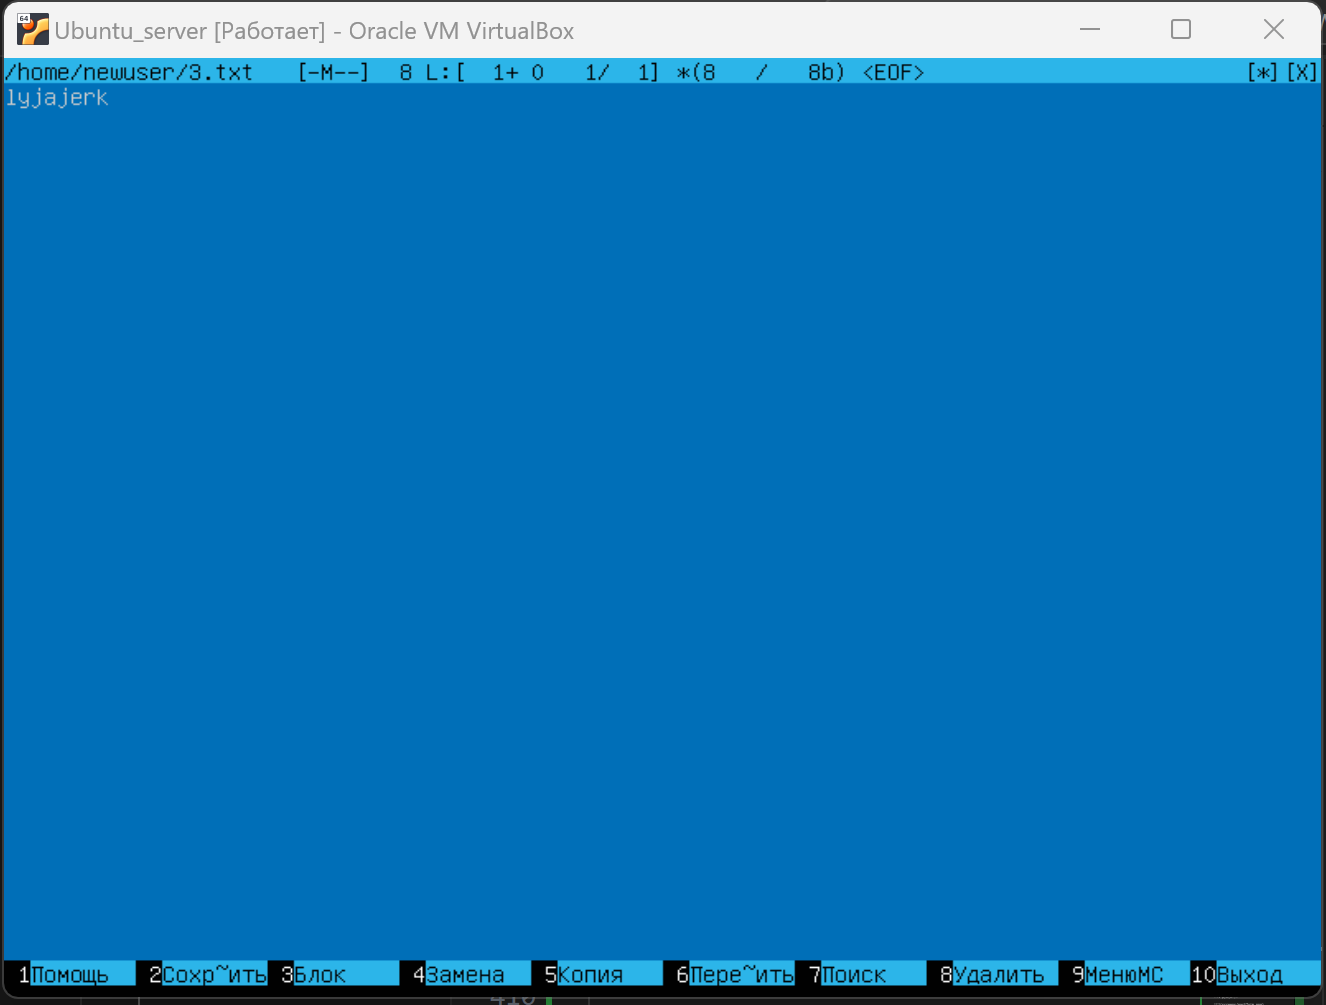 64
Ubuntu_server [Работает] - Oracle VM VirtualBox
/home/newuser/3.txt [-M--] 8 L:[ 1+ 0 1/ 1] *(8 / 8b) <EOF> [*][X]
lyjajerk
1Помощь 2Сохр~ить 3Блок 4Замена 5Копия 6Пере~ить 7Поиск 8Удалить 9МенюMC 10Выход